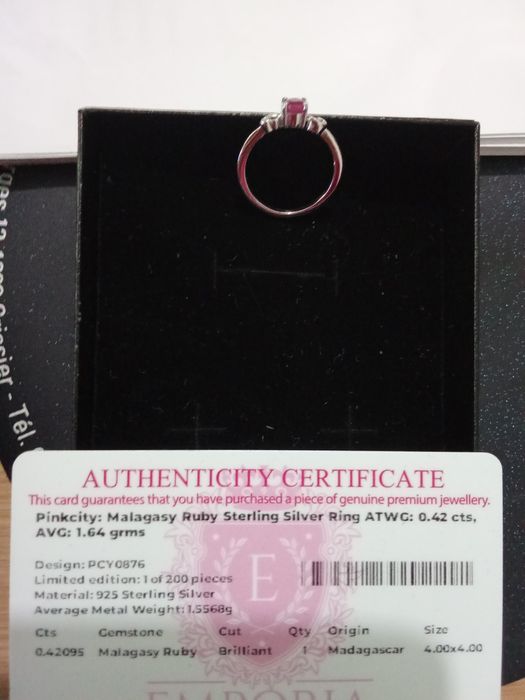 AUTHENTICITY CERTIFICATE
This card guarantees that you have purchased a piece of genuine premium jewellery.
Pinkcity: Malagasy Ruby Sterling Silver Ring ATWG: 0.42 cts,
AVG: 1.64 grms
Design: PCY0876
Limited edition: 1 of 200 pieces
Material: 925 Sterling Silver
Average Metal Weight: 1.5568g
Cts Gemstone Cut Qty Origin Size
0.42095 Malagasy Ruby Brilliant 1 Madagascar 4.00x4.00
E
EMPORIA
- Tél.